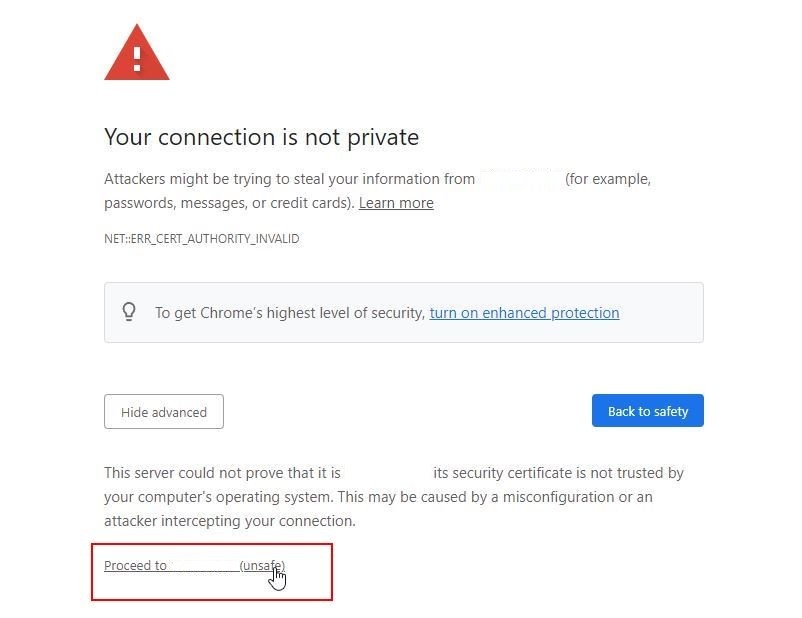 Your connection is not private
Attackers might be trying to steal your information from (for example,
passwords, messages, or credit cards). Learn more
NET::ERR_CERT_AUTHORITY_INVALID
To get Chrome's highest level of security, turn on enhanced protection
Hide advanced
Back to safety
This server could not prove that it is its security certificate is not trusted by
your computer's operating system. This may be caused by a misconfiguration or an
attacker intercepting your connection.
Proceed to (unsafe)